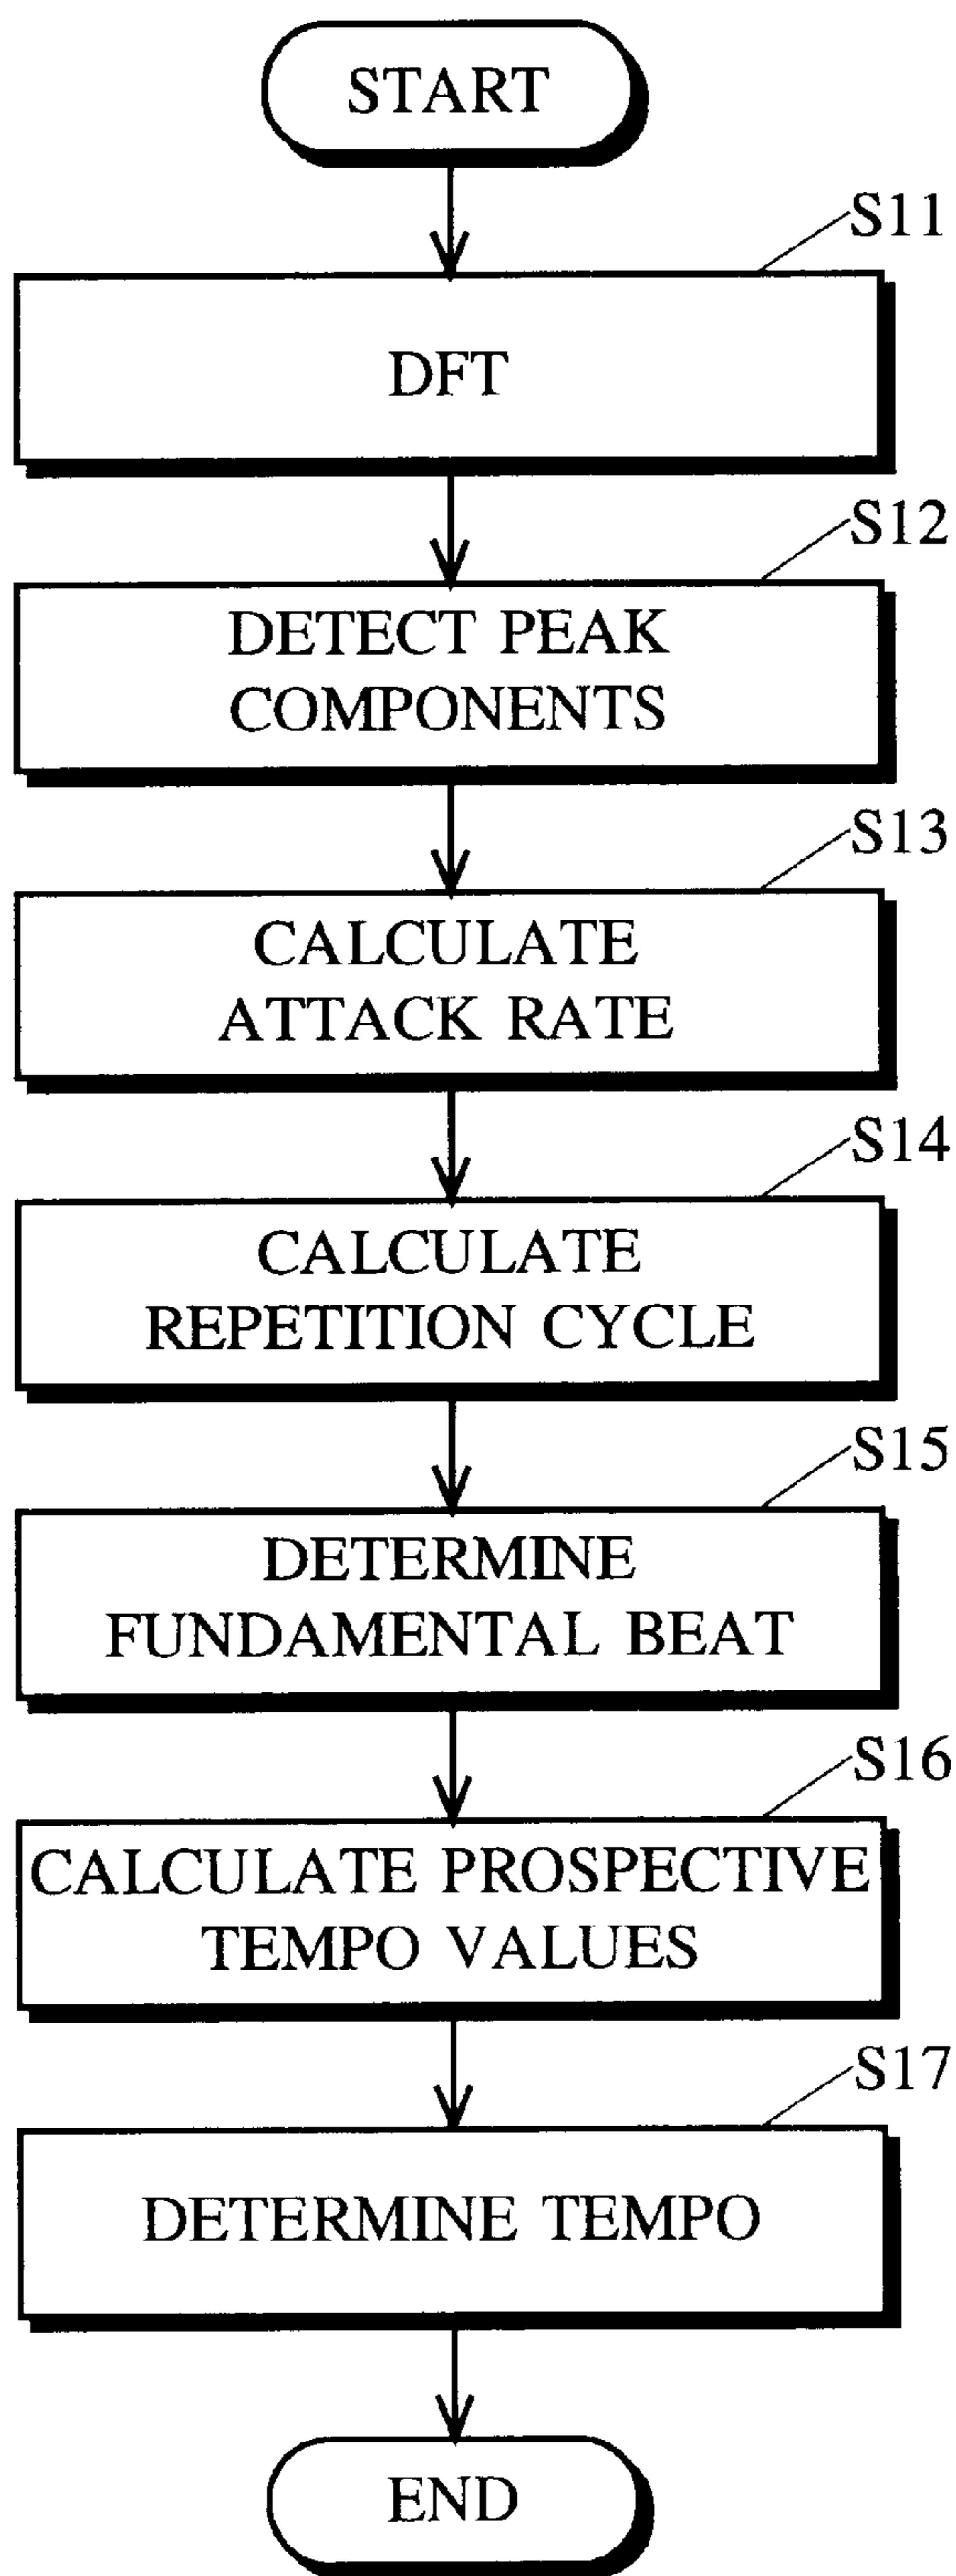 START
S11
DFT
S12
DETECT PEAK
COMPONENTS
S13
CALCULATE
ATTACK RATE
S14
CALCULATE
REPETITION CYCLE
S15
DETERMINE
FUNDAMENTAL BEAT
S16
CALCULATE PROSPECTIVE
TEMPO VALUES
S17
DETERMINE TEMPO
END